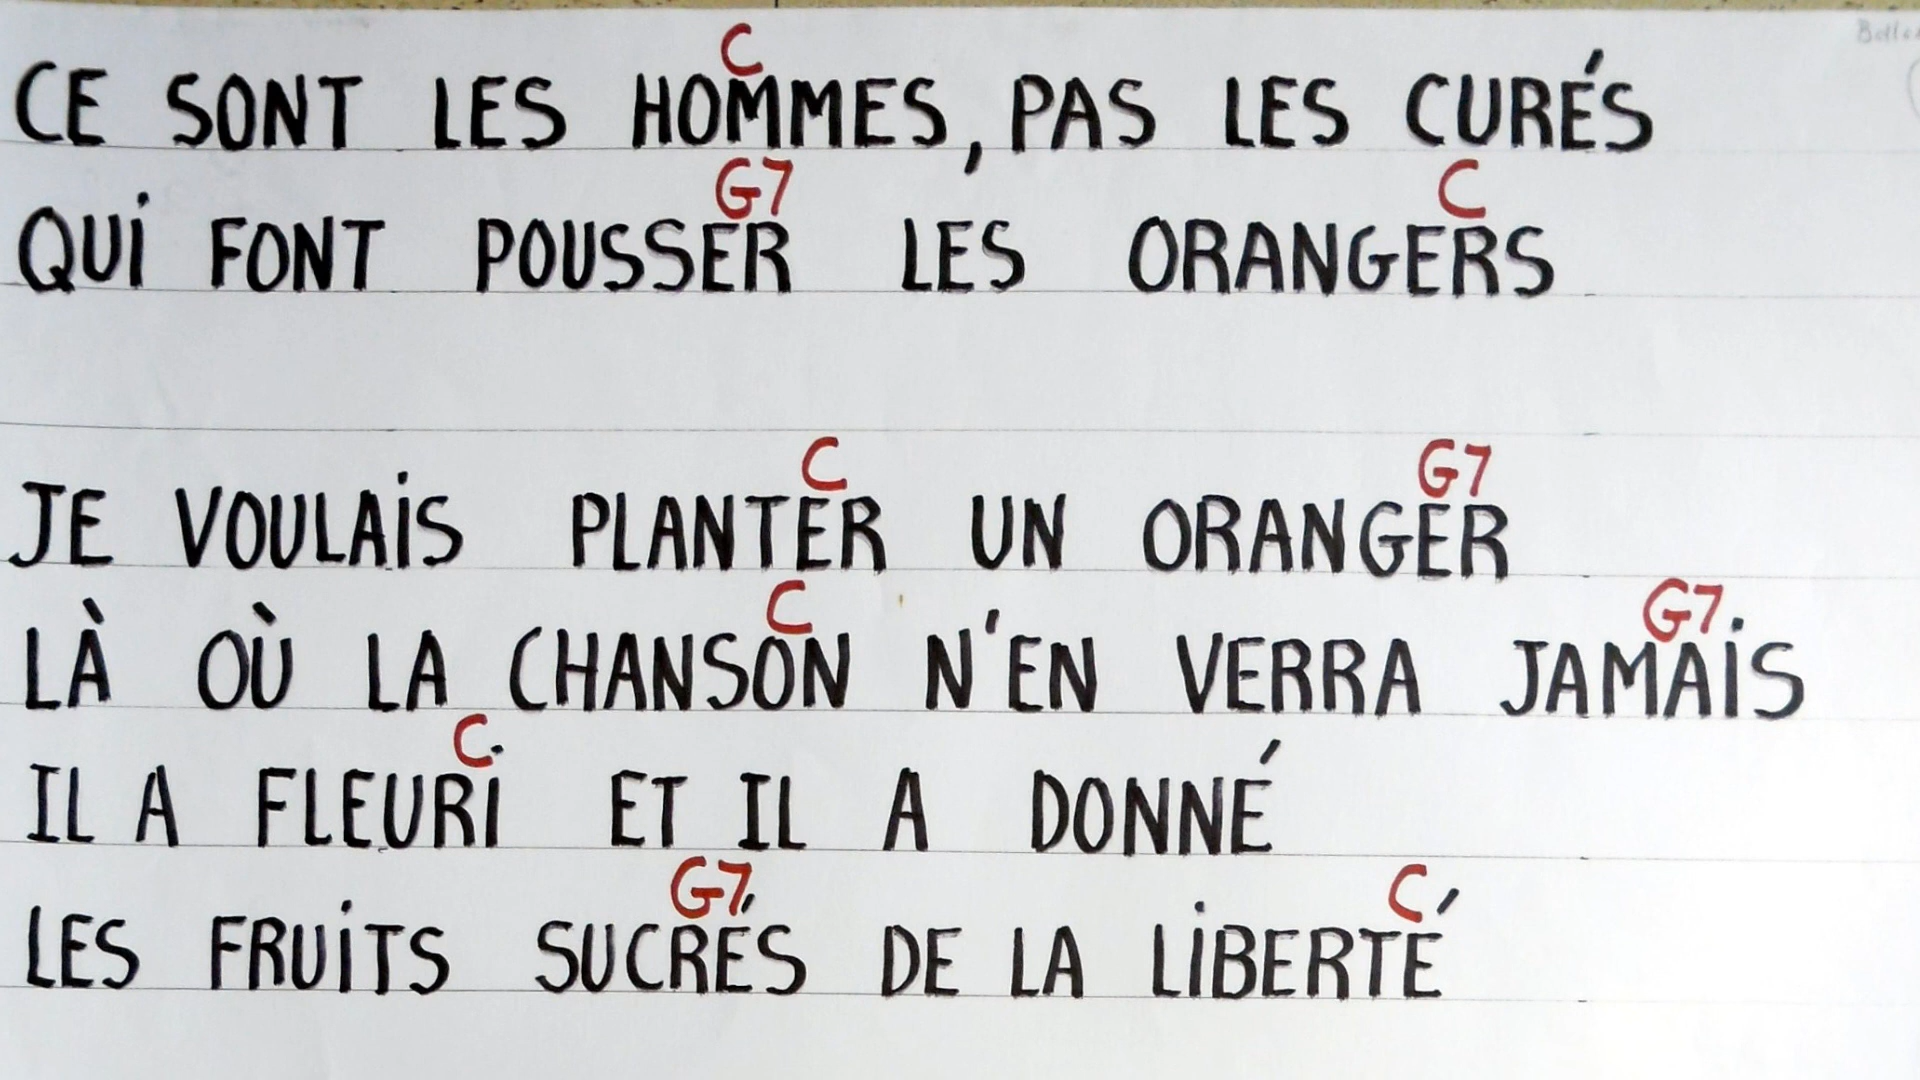 C
CE SONT LES HOMMES, PAS LES CURÉS
G7 C
QUI FONT POUSSER LES ORANGERS
C G7
JE VOULAIS PLANTER UN ORANGER
C G7
LÀ OÙ LA CHANSON N'EN VERRA JAMAIS
C
IL A FLEURI ET IL A DONNÉ
G7 C
LES FRUITS SUCRÉS DE LA LIBERTÉ